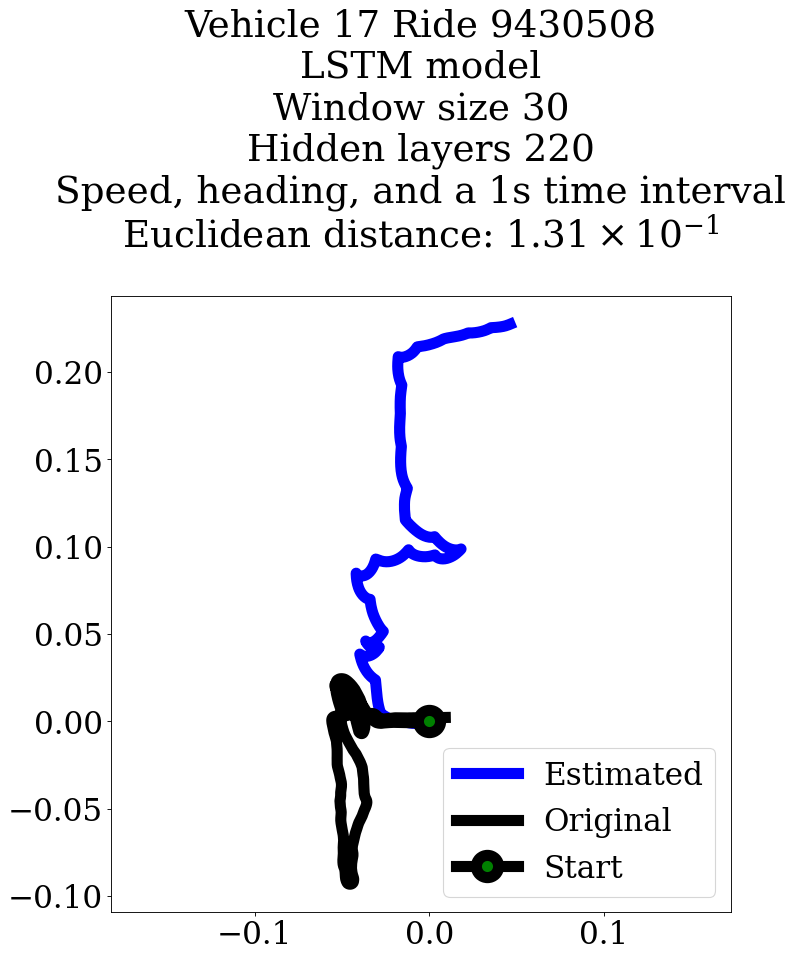 Vehicle 17 Ride 9430508
LSTM model
Window size 30
Hidden layers 220
Speed, heading, and a 1s time interval
Euclidean distance: 1.31 × 10⁻¹
0.20
0.15
0.10
0.05
0.00
−0.05
−0.10
Estimated
Original
Start
−0.1
0.0
0.1